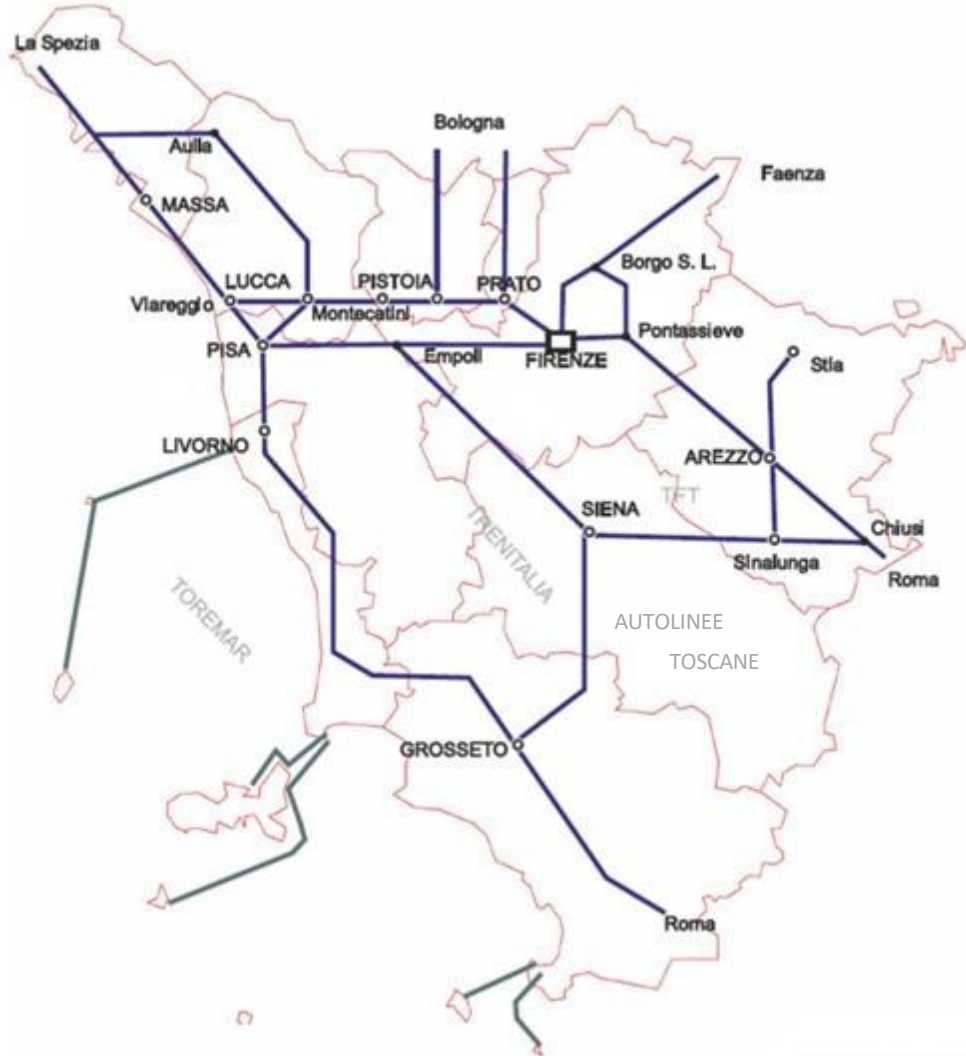 La Spezia
Bologna
Aulla
Faenza
MASSA
Borgo S. L.
LUCCA
PISTOIA
PRATO
Viareggio
Montecatini
Pontassieve
PISA
Empoli
FIRENZE
Stia
LIVORNO
AREZZO
TFT
SIENA
TRENITALIA
Chiusi
Sinalunga
Roma
TOREMAR
AUTOLINEE
TOSCANE
GROSSETO
Roma